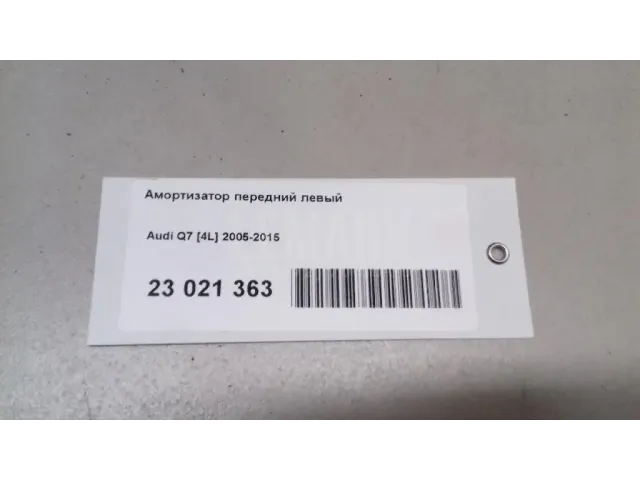 Амортизатор передний левый
Audi Q7 [4L] 2005-2015
23 021 363